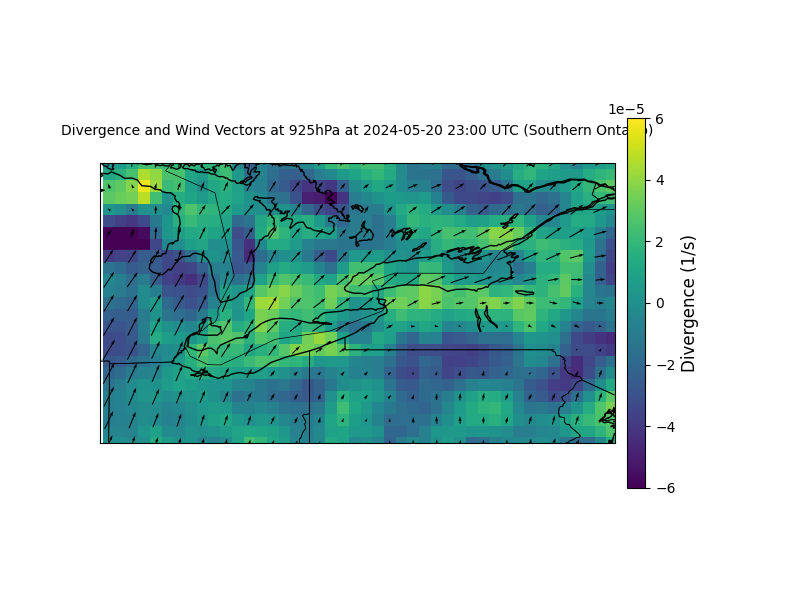 1e−5
Divergence and Wind Vectors at 925hPa at 2024-05-20 23:00 UTC (Southern Ontario)
6
4
2
0
−2
−4
−6
Divergence (1/s)